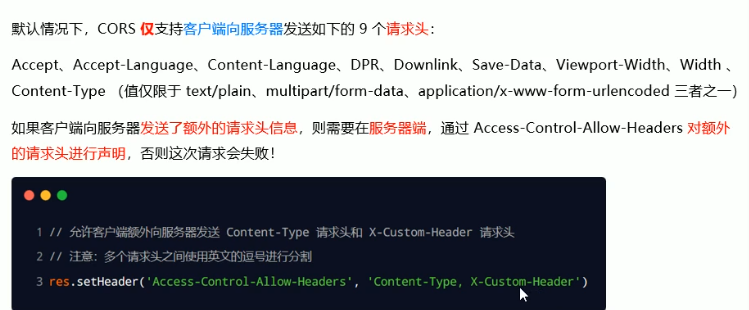 默认情况下，CORS 仅支持客户端向服务器发送如下的 9 个请求头：
Accept、Accept-Language、Content-Language、DPR、Downlink、Save-Data、Viewport-Width、Width 、
Content-Type （值仅限于 text/plain、multipart/form-data、application/x-www-form-urlencoded 三者之一）
如果客户端向服务器发送了额外的请求头信息，则需要在服务器端，通过 Access-Control-Allow-Headers 对额外
的请求头进行声明，否则这次请求会失败！
1 // 允许客户端额外向服务器发送 Content-Type 请求头和 X-Custom-Header 请求头
2 // 注意：多个请求头之间使用英文的逗号进行分割
3 res.setHeader('Access-Control-Allow-Headers', 'Content-Type, X-Custom-Header')